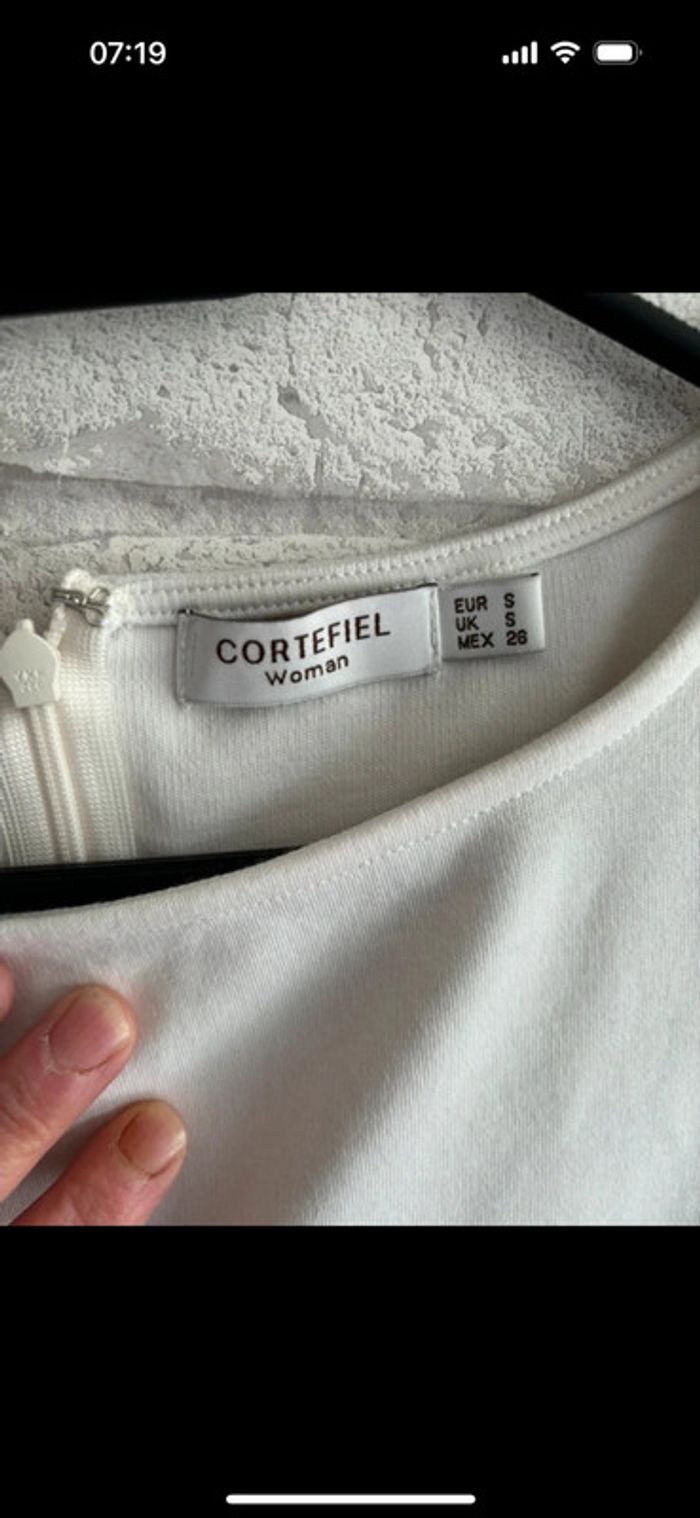 07:19
CORTEFIEL
Woman
EUR S
UK S
MEX 26